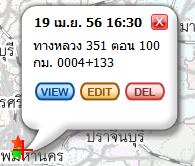 19 เม.ย. 56 16:30
ทางหลวง 351 ตอน 100
กม. 0004+133
VIEW EDIT DEL
ปราจีนบุรี